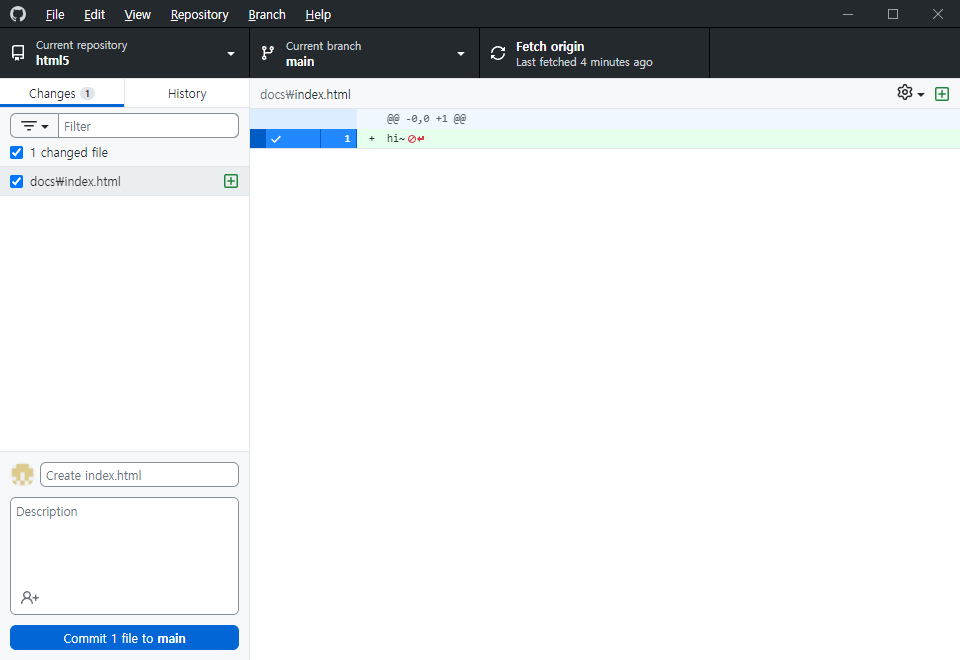 File Edit View Repository Branch Help
Current repository
html5
Current branch
main
Fetch origin
Last fetched 4 minutes ago
Changes 1
History
Filter
1 changed file
docs₩index.html
Create index.html
Description
Commit 1 file to main
docs₩index.html
@@ -0,0 +1 @@
1 + hi~